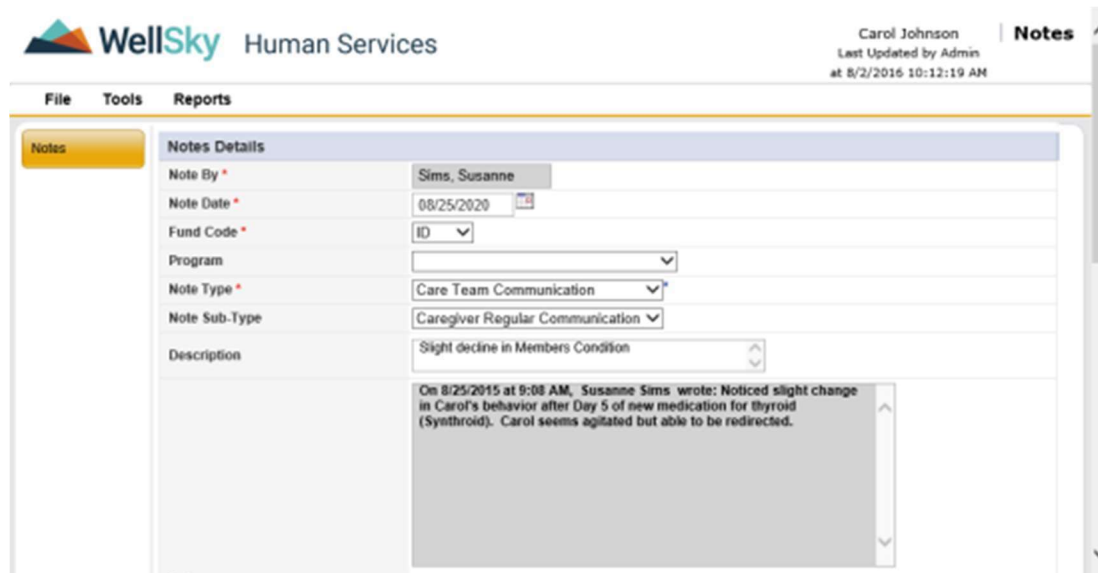 WellSky Human Services
Carol Johnson
Last Updated by Admin
at 8/2/2016 10:12:19 AM
Notes
File Tools Reports
Notes
Notes Details
Note By * Sims, Susanne
Note Date * 08/25/2020
Fund Code * ID
Program
Note Type * Care Team Communication *
Note Sub-Type Caregiver Regular Communication
Description Slight decline in Members Condition
On 8/25/2015 at 9:08 AM, Susanne Sims wrote: Noticed slight change
in Carol's behavior after Day 5 of new medication for thyroid
(Synthroid). Carol seems agitated but able to be redirected.